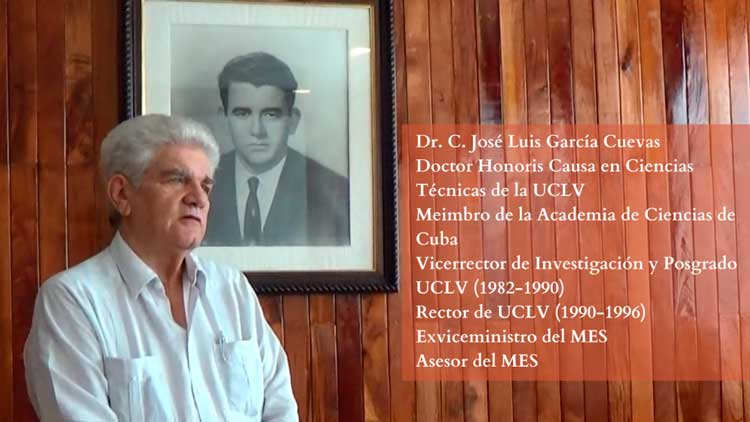 Dr. C. José Luis García Cuevas
Doctor Honoris Causa en Ciencias
Técnicas de la UCLV
Meimbro de la Academia de Ciencias de
Cuba
Vicerrector de Investigación y Posgrado
UCLV (1982-1990)
Rector de UCLV (1990-1996)
Exviceministro del MES
Asesor del MES